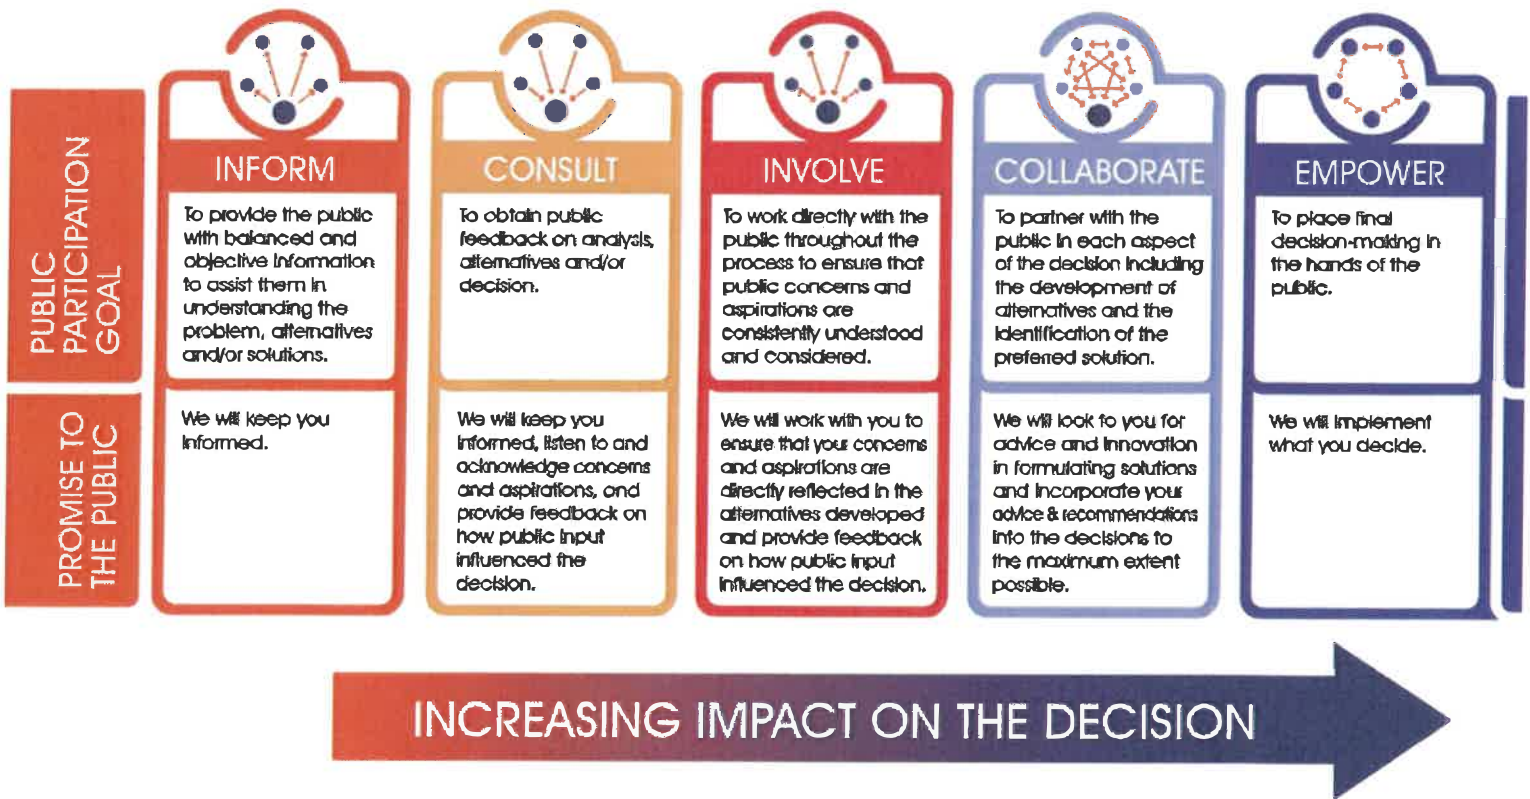 PUBLIC
PARTICIPATION
GOAL
INFORM
To provide the public
with balanced and
objective information
to assist them in
understanding the
problem, alternatives
and/or solutions.
CONSULT
To obtain public
feedback on analysis,
alternatives and/or
decision.
INVOLVE
To work directly with the
public throughout the
process to ensure that
public concerns and
aspirations are
consistently understood
and considered.
COLLABORATE
To partner with the
public in each aspect
of the decision including
the development of
alternatives and the
identification of the
preferred solution.
EMPOWER
To place final
decision-making in
the hands of the
public.
PROMISE TO
THE PUBLIC
We will keep you
informed.
We will keep you
informed, listen to and
acknowledge concerns
and aspirations, and
provide feedback on
how public input
influenced the
decision.
We will work with you to
ensure that your concerns
and aspirations are
directly reflected in the
alternatives developed
and provide feedback
on how public input
influenced the decision.
We will look to you for
advice and innovation
in formulating solutions
and incorporate your
advice & recommendations
into the decisions to
the maximum extent
possible.
We will implement
what you decide.
INCREASING IMPACT ON THE DECISION